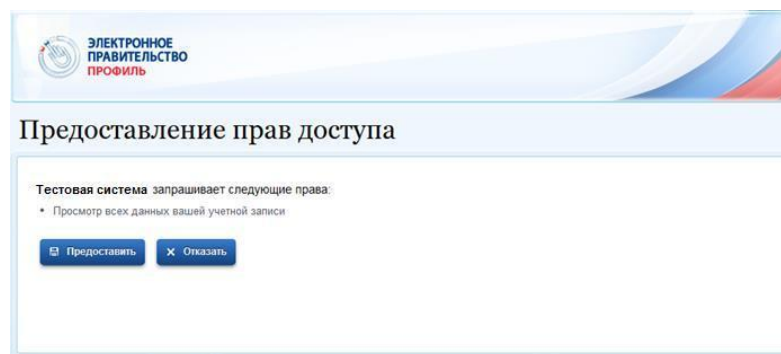 ЭЛЕКТРОННОЕ
ПРАВИТЕЛЬСТВО
ПРОФИЛЬ
Предоставление прав доступа
Тестовая система запрашивает следующие права:
• Просмотр всех данных вашей учетной записи
Предоставить Отказать